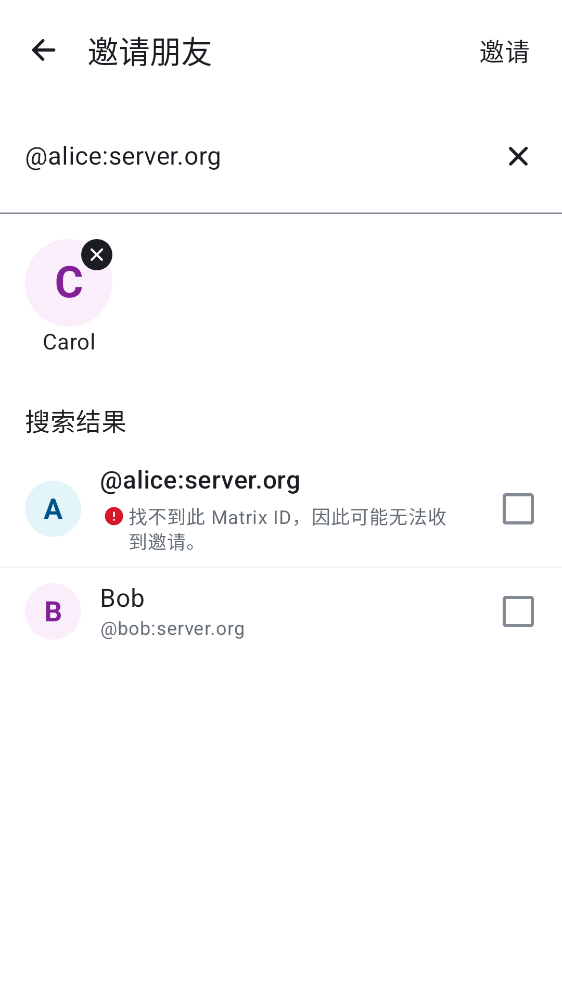 邀请朋友
邀请
@alice:server.org
C
Carol
搜索结果
A
@alice:server.org
找不到此 Matrix ID，因此可能无法收
到邀请。
B
Bob
@bob:server.org